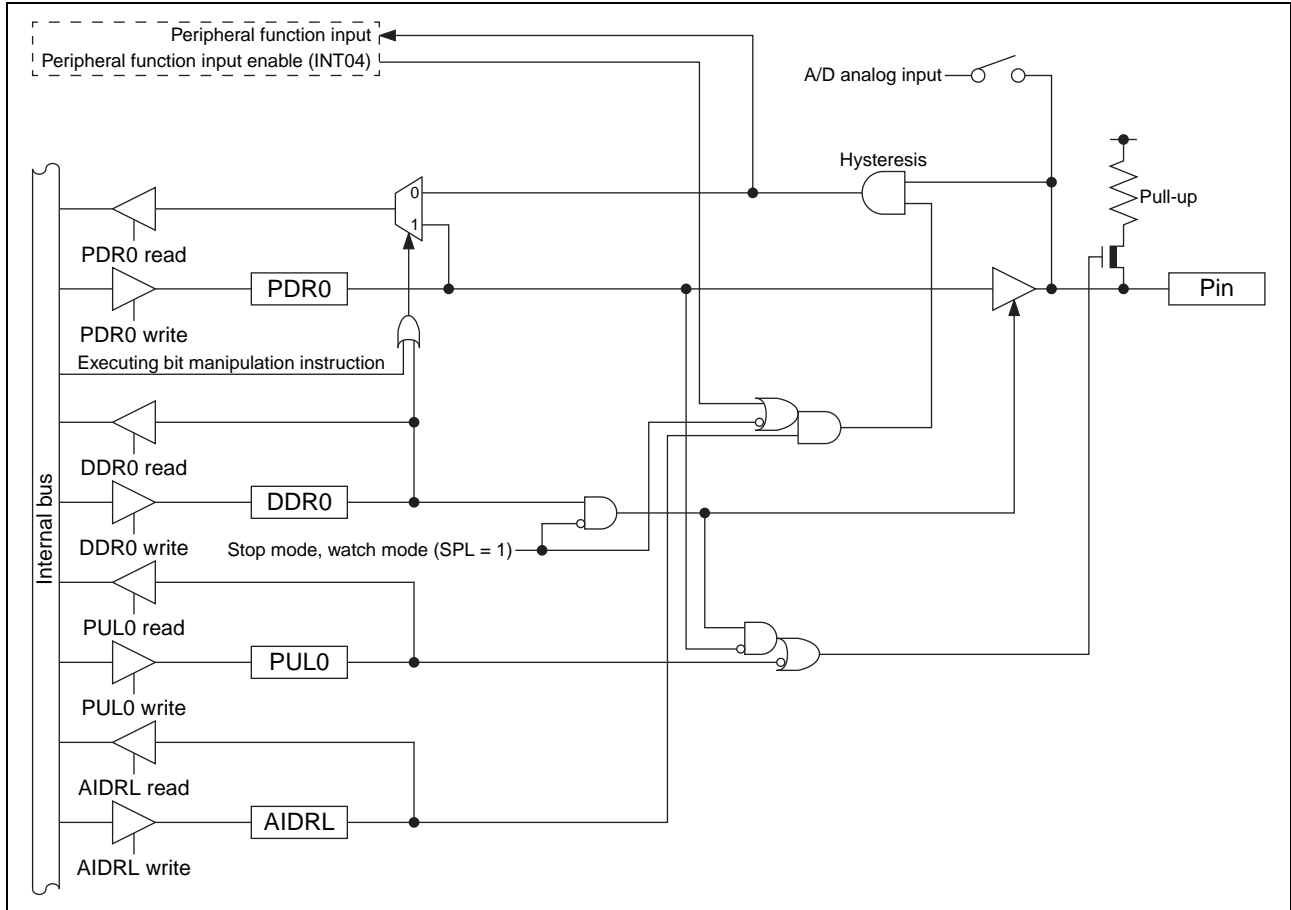 Peripheral function input
Peripheral function input enable (INT04)
A/D analog input
Hysteresis
Pull-up
0
1
PDR0 read
PDR0
Pin
PDR0 write
Executing bit manipulation instruction
DDR0 read
DDR0
DDR0 write
Stop mode, watch mode (SPL = 1)
Internal bus
PUL0 read
PUL0
PUL0 write
AIDRL read
AIDRL
AIDRL write